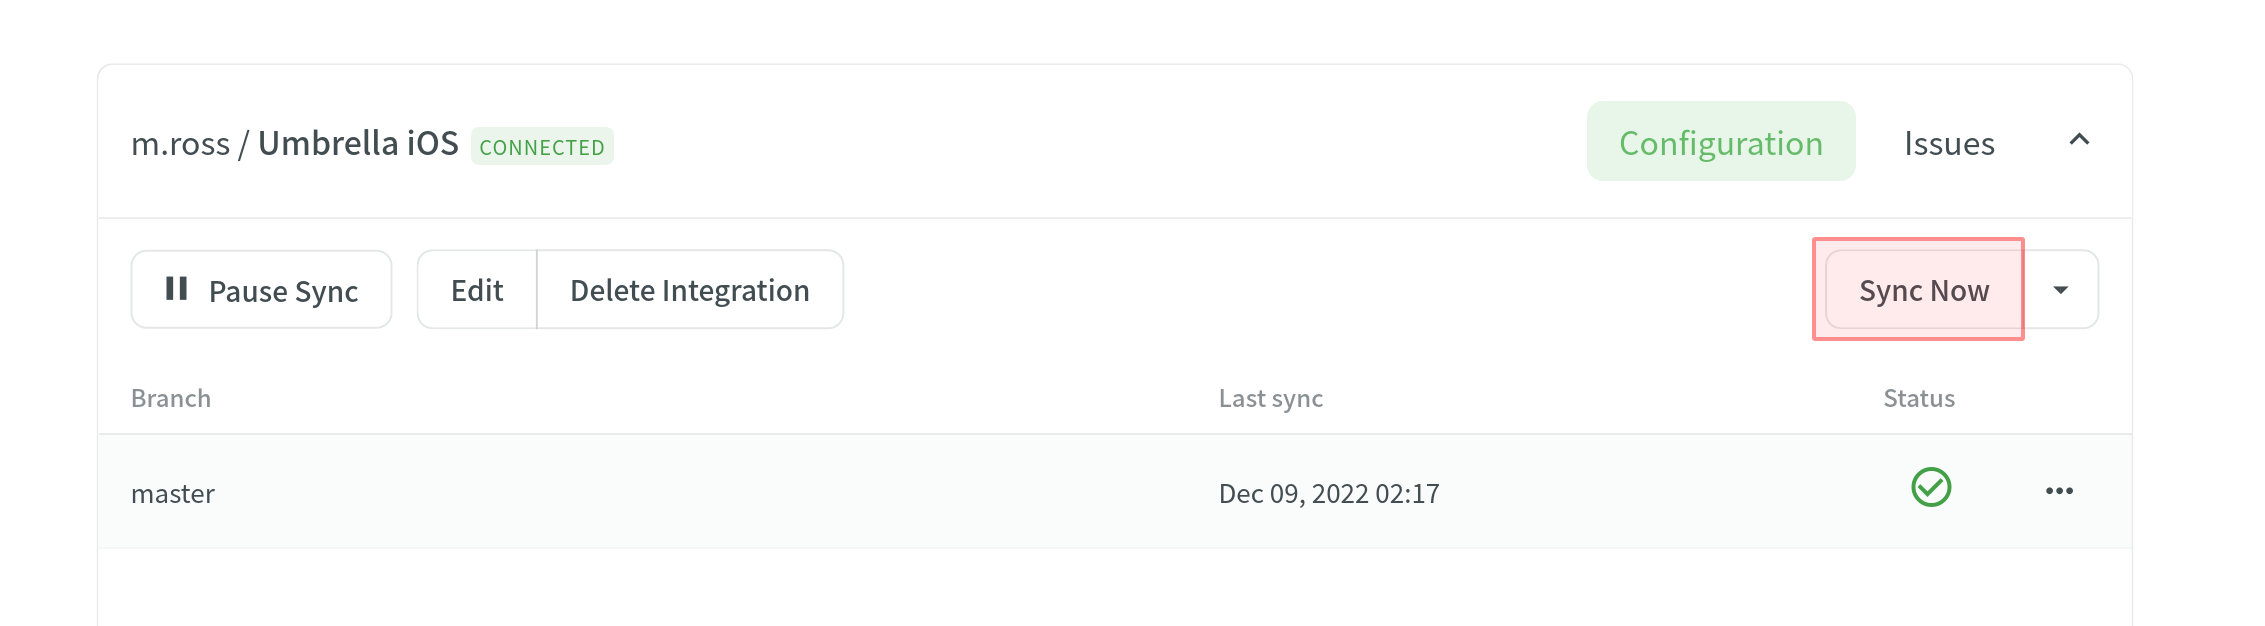 m.ross / Umbrella iOS CONNECTED Configuration Issues
Pause Sync Edit Delete Integration Sync Now
Branch Last sync Status
master Dec 09, 2022 02:17